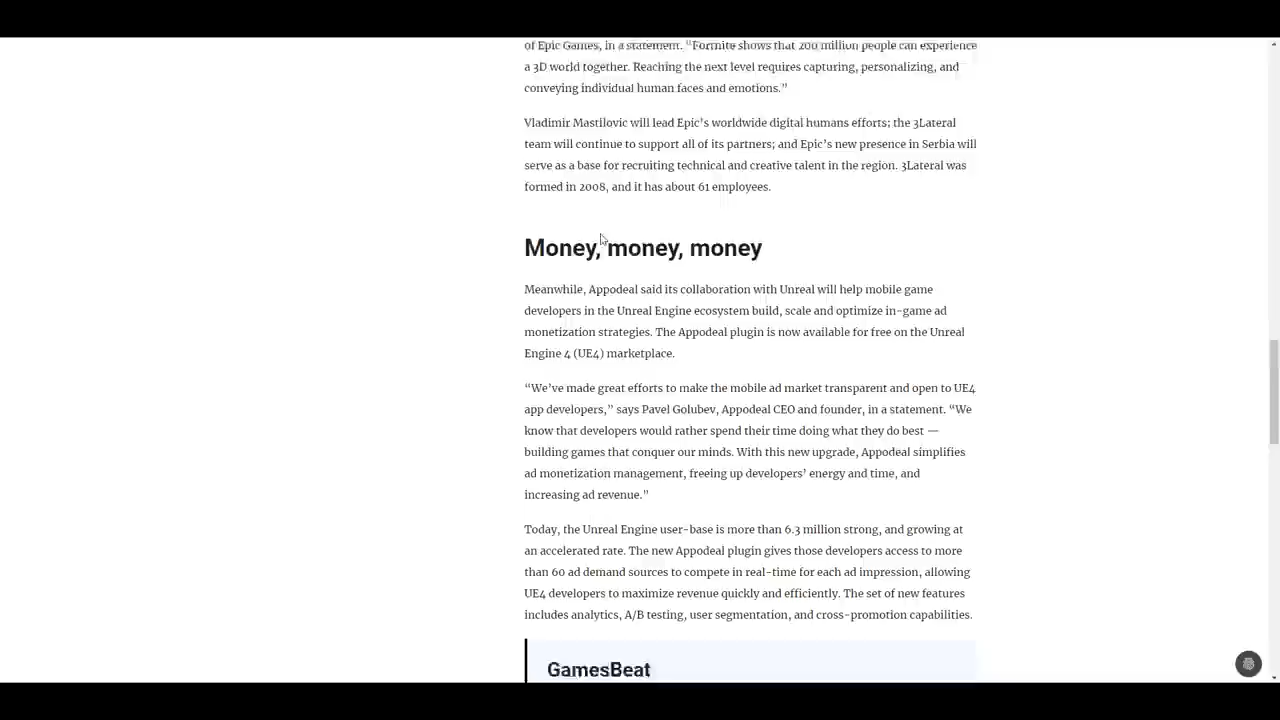 of Epic Games, in a statement. “Fortnite shows that 200 million people can experience
a 3D world together. Reaching the next level requires capturing, personalizing, and
conveying individual human faces and emotions.”
Vladimir Mastilovic will lead Epic’s worldwide digital humans efforts; the 3Lateral
team will continue to support all of its partners; and Epic’s new presence in Serbia will
serve as a base for recruiting technical and creative talent in the region. 3Lateral was
formed in 2008, and it has about 61 employees.
Money, money, money
Meanwhile, Appodeal said its collaboration with Unreal will help mobile game
developers in the Unreal Engine ecosystem build, scale and optimize in-game ad
monetization strategies. The Appodeal plugin is now available for free on the Unreal
Engine 4 (UE4) marketplace.
“We’ve made great efforts to make the mobile ad market transparent and open to UE4
app developers,” says Pavel Golubev, Appodeal CEO and founder, in a statement. “We
know that developers would rather spend their time doing what they do best —
building games that conquer our minds. With this new upgrade, Appodeal simplifies
ad monetization management, freeing up developers’ energy and time, and
increasing ad revenue.”
Today, the Unreal Engine user-base is more than 6.3 million strong, and growing at
an accelerated rate. The new Appodeal plugin gives those developers access to more
than 60 ad demand sources to compete in real-time for each ad impression, allowing
UE4 developers to maximize revenue quickly and efficiently. The set of new features
includes analytics, A/B testing, user segmentation, and cross-promotion capabilities.
GamesBeat